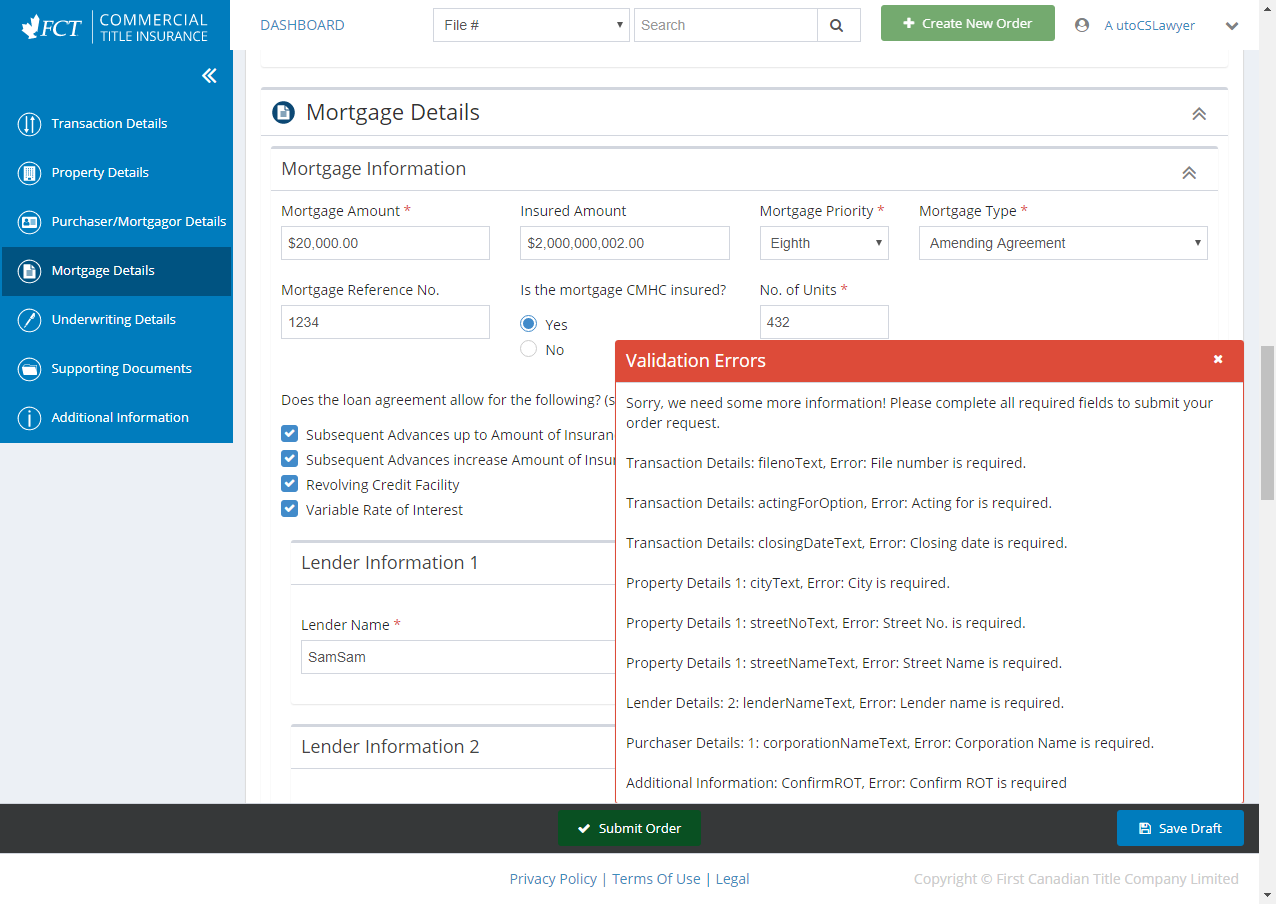 FCT
COMMERCIAL
TITLE INSURANCE
DASHBOARD
File #
Search
Create New Order
A utoCSLawyer
Transaction Details
Property Details
Purchaser/Mortgagor Details
Mortgage Details
Underwriting Details
Supporting Documents
Additional Information
Mortgage Details
Mortgage Information
Mortgage Amount *
Insured Amount
Mortgage Priority *
Mortgage Type *
$20,000.00
$2,000,000,002.00
Eighth
Amending Agreement
Mortgage Reference No.
Is the mortgage CMHC insured?
No. of Units *
1234
Yes
No
432
Does the loan agreement allow for the following? (s
Subsequent Advances up to Amount of Insuran
Subsequent Advances increase Amount of Insu
Revolving Credit Facility
Variable Rate of Interest
Lender Information 1
Lender Name *
SamSam
Lender Information 2
Validation Errors
Sorry, we need some more information! Please complete all required fields to submit your
order request.
Transaction Details: filenoText, Error: File number is required.
Transaction Details: actingForOption, Error: Acting for is required.
Transaction Details: closingDateText, Error: Closing date is required.
Property Details 1: cityText, Error: City is required.
Property Details 1: streetNoText, Error: Street No. is required.
Property Details 1: streetNameText, Error: Street Name is required.
Lender Details: 2: lenderNameText, Error: Lender name is required.
Purchaser Details: 1: corporationNameText, Error: Corporation Name is required.
Additional Information: ConfirmROT, Error: Confirm ROT is required
Submit Order
Save Draft
Privacy Policy | Terms Of Use | Legal
Copyright © First Canadian Title Company Limited